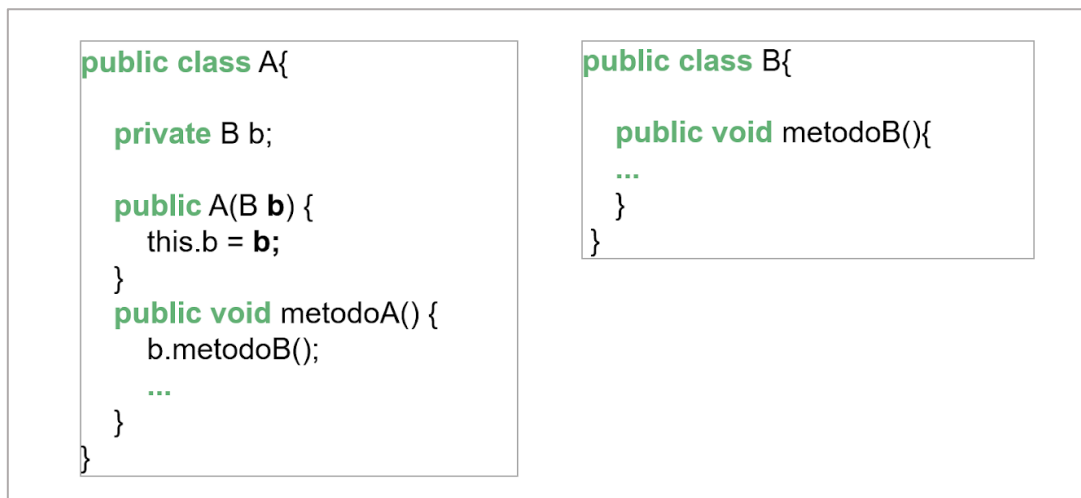 public class A{
private B b;
public A(B b) {
this.b = b;
}
public void metodoA() {
b.metodoB();
...
}
}
public class B{
public void metodoB(){
...
}
}